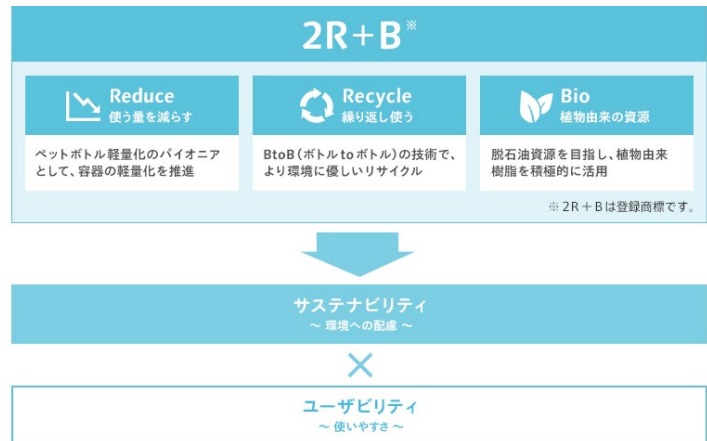 2R+B※
Reduce
使う量を減らす
ペットボトル軽量化のパイオニア
として、容器の軽量化を推進
Recycle
繰り返し使う
BtoB(ボトルtoボトル)の技術で、
より環境に優しいリサイクル
Bio
植物由来の資源
脱石油資源を目指し、植物由来
樹脂を積極的に活用
※2R+Bは登録商標です。
サステナビリティ
～ 環境への配慮 ～
×
ユーザビリティ
～ 使いやすさ ～